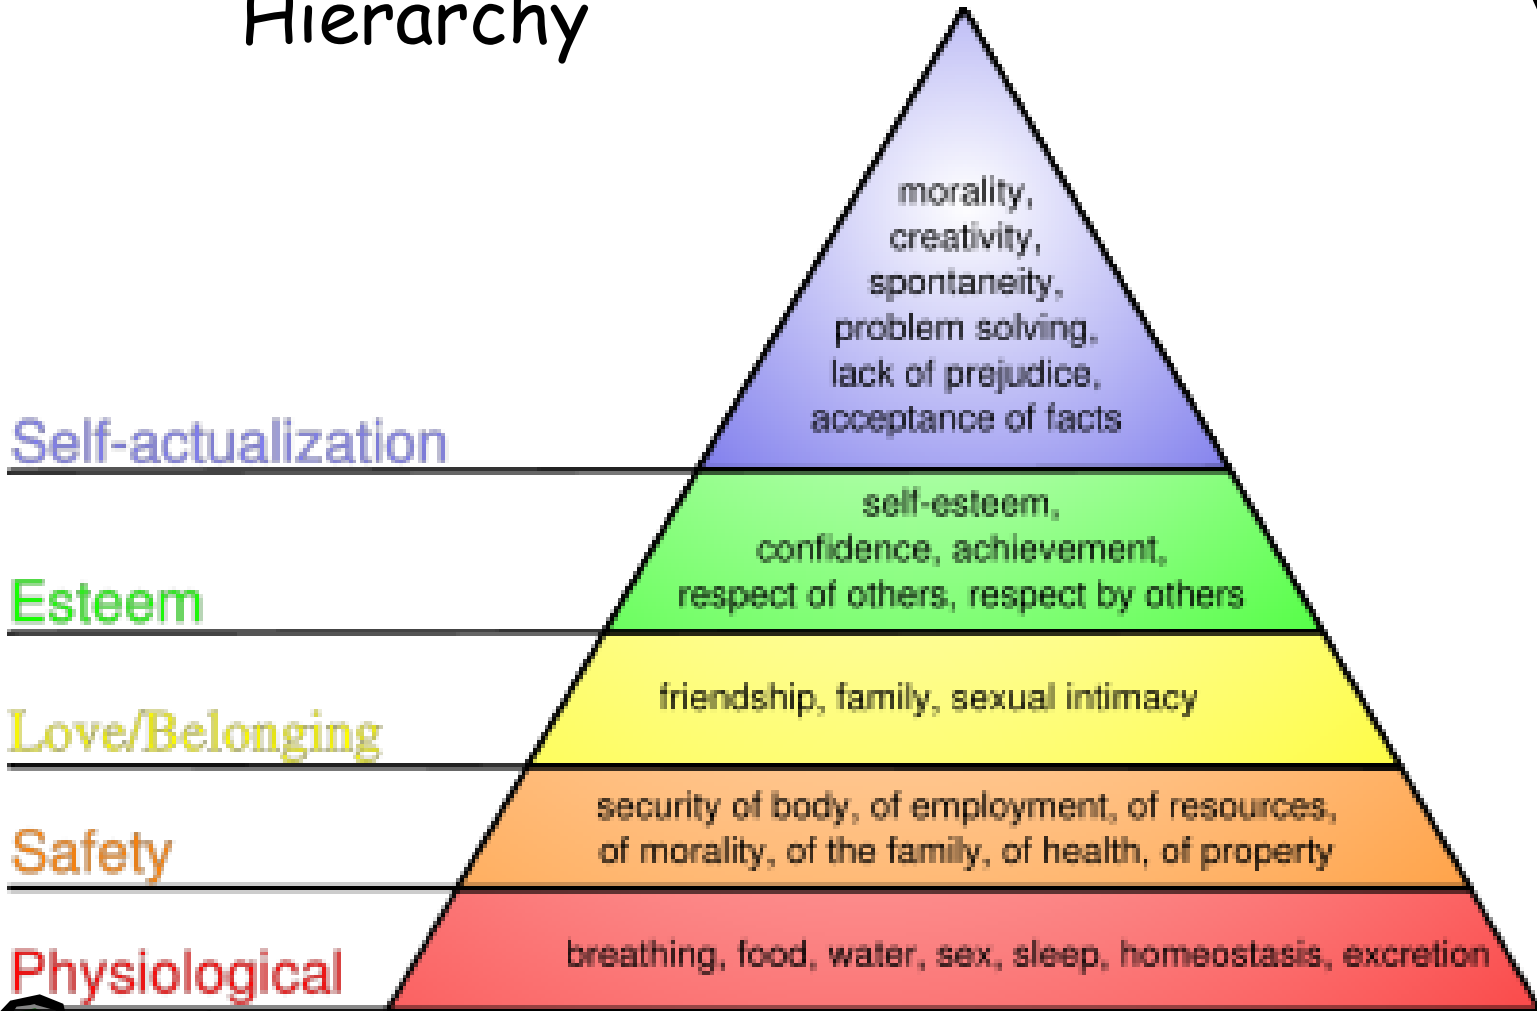 Hierarchy
morality,
creativity,
spontaneity,
problem solving,
lack of prejudice,
acceptance of facts
Self-actualization
self-esteem,
confidence, achievement,
respect of others, respect by others
Esteem
friendship, family, sexual intimacy
Love/Belonging
security of body, of employment, of resources,
of morality, of the family, of health, of property
Safety
breathing, food, water, sex, sleep, homeostasis, excretion
Physiological